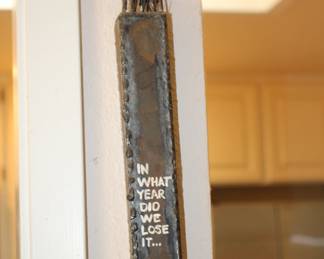 IN
WHAT
YEAR
DID
WE
LOSE
IT...